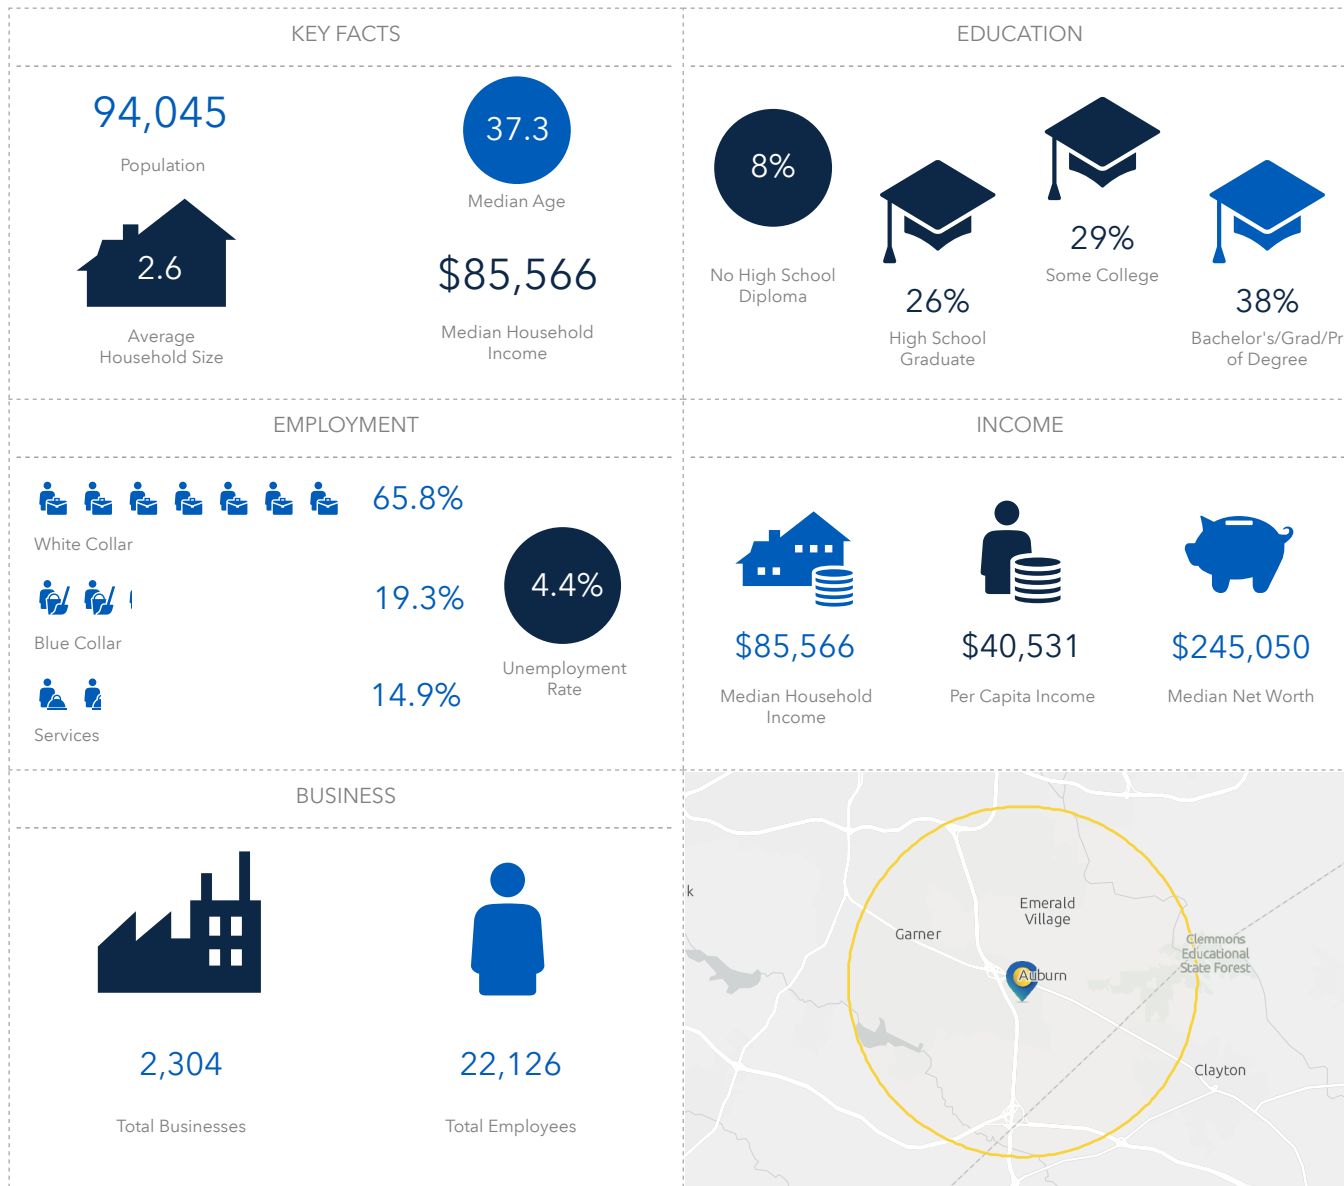 KEY FACTS
94,045
Population
37.3
Median Age
2.6
Average
Household Size
$85,566
Median Household
Income
EDUCATION
8%
No High School
Diploma
26%
High School
Graduate
29%
Some College
38%
Bachelor's/Grad/Pr
of Degree
EMPLOYMENT
65.8%
White Collar
19.3%
Blue Collar
14.9%
Services
4.4%
Unemployment
Rate
INCOME
$85,566
Median Household
Income
$40,531
Per Capita Income
$245,050
Median Net Worth
BUSINESS
2,304
Total Businesses
22,126
Total Employees
k
Emerald
Village
Garner
Clemmons
Educational
State Forest
Auburn
Clayton